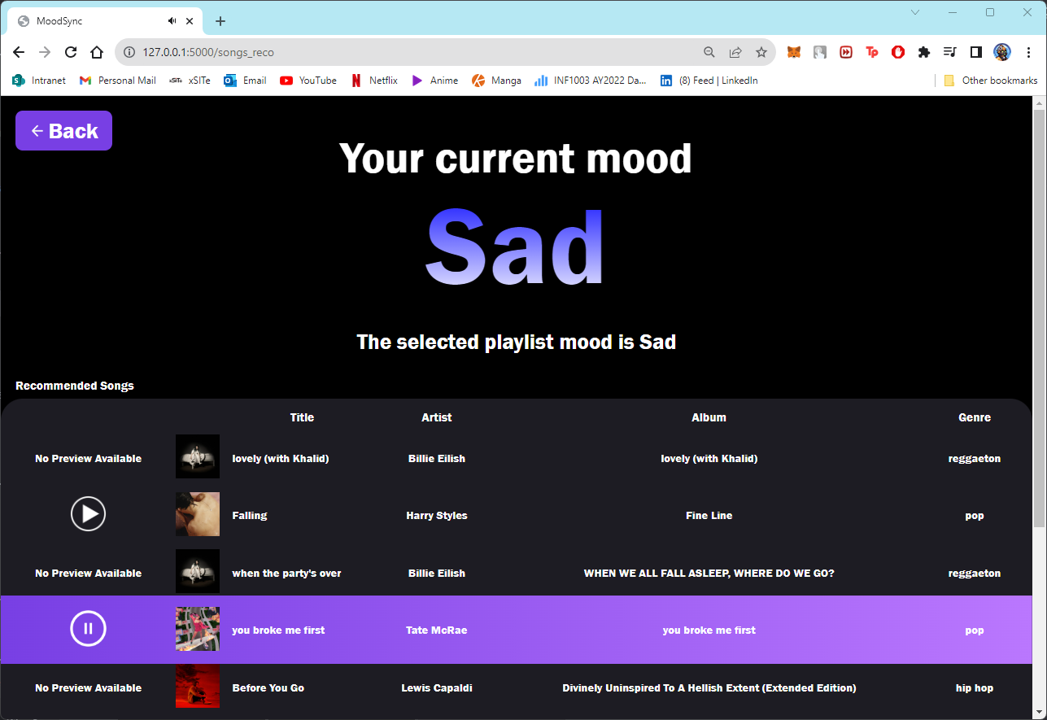 MoodSync
127.0.0.1:5000/songs_reco
Intranet Personal Mail xSITe Email YouTube Netflix Anime Manga INF1003 AY2022 Da... (8) Feed | LinkedIn Other bookmarks
← Back
Your current mood
Sad
The selected playlist mood is Sad
Recommended Songs
Title Artist Album Genre
No Preview Available lovely (with Khalid) Billie Eilish lovely (with Khalid) reggaeton
Falling Harry Styles Fine Line pop
No Preview Available when the party's over Billie Eilish WHEN WE ALL FALL ASLEEP, WHERE DO WE GO? reggaeton
you broke me first Tate McRae you broke me first pop
No Preview Available Before You Go Lewis Capaldi Divinely Uninspired To A Hellish Extent (Extended Edition) hip hop